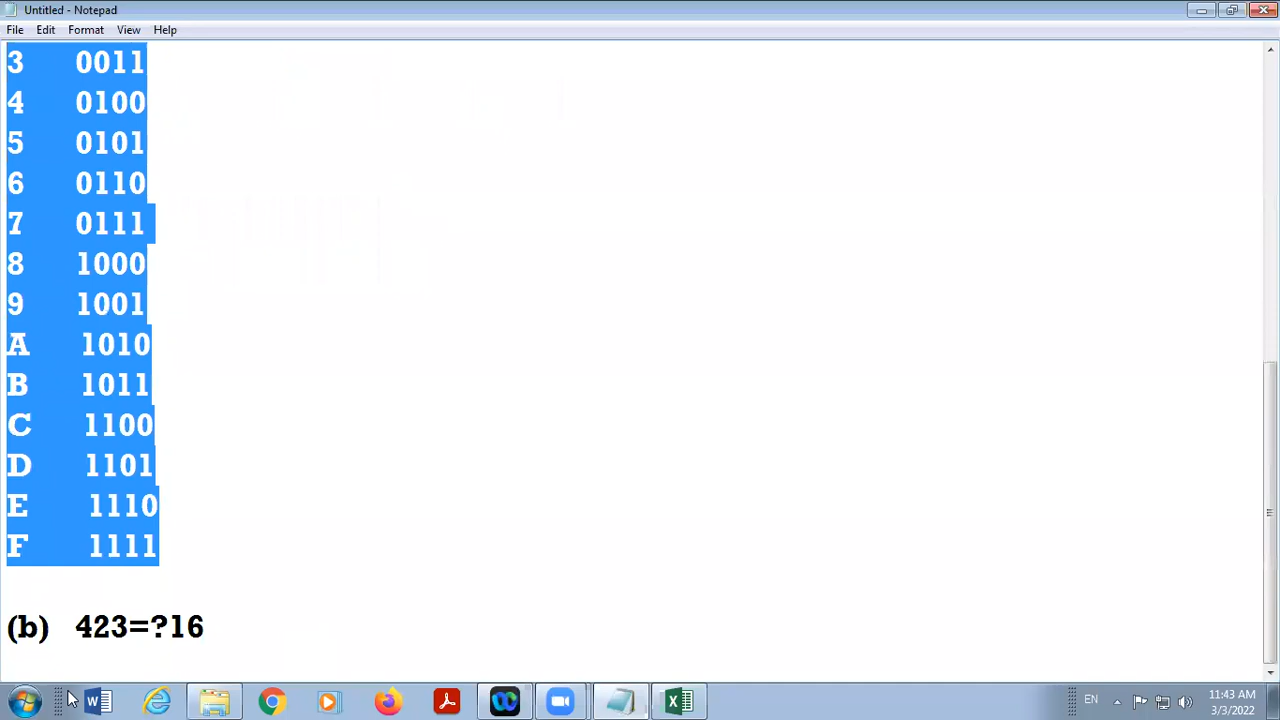 Untitled - Notepad
File Edit Format View Help
3 0011
4 0100
5 0101
6 0110
7 0111
8 1000
9 1001
A 1010
B 1011
C 1100
D 1101
E 1110
F 1111
(b) 423=?16
EN
11:43 AM
3/3/2022